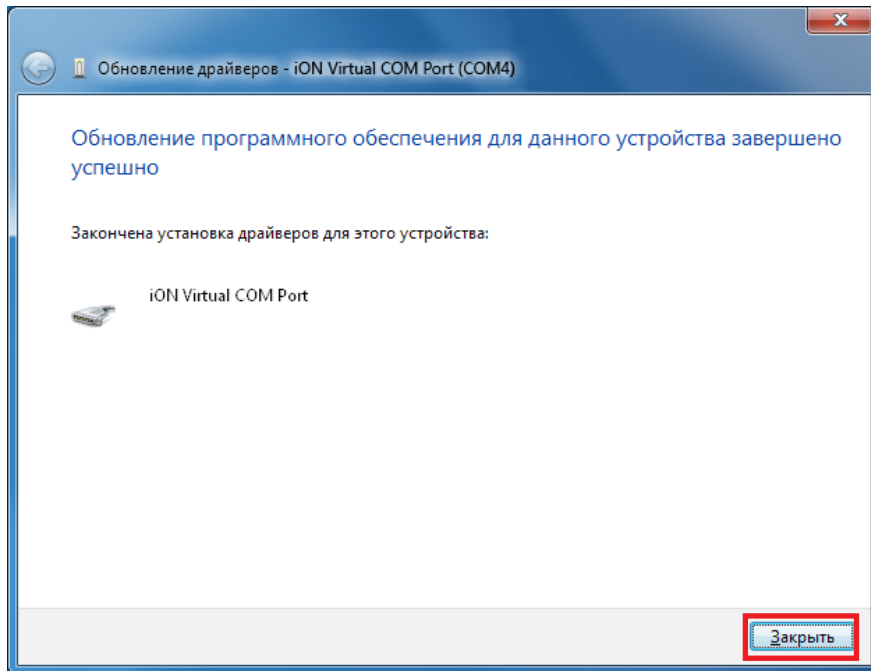 Обновление драйверов - iON Virtual COM Port (COM4)
Обновление программного обеспечения для данного устройства завершено
успешно
Закончена установка драйверов для этого устройства:
iON Virtual COM Port
Закрыть